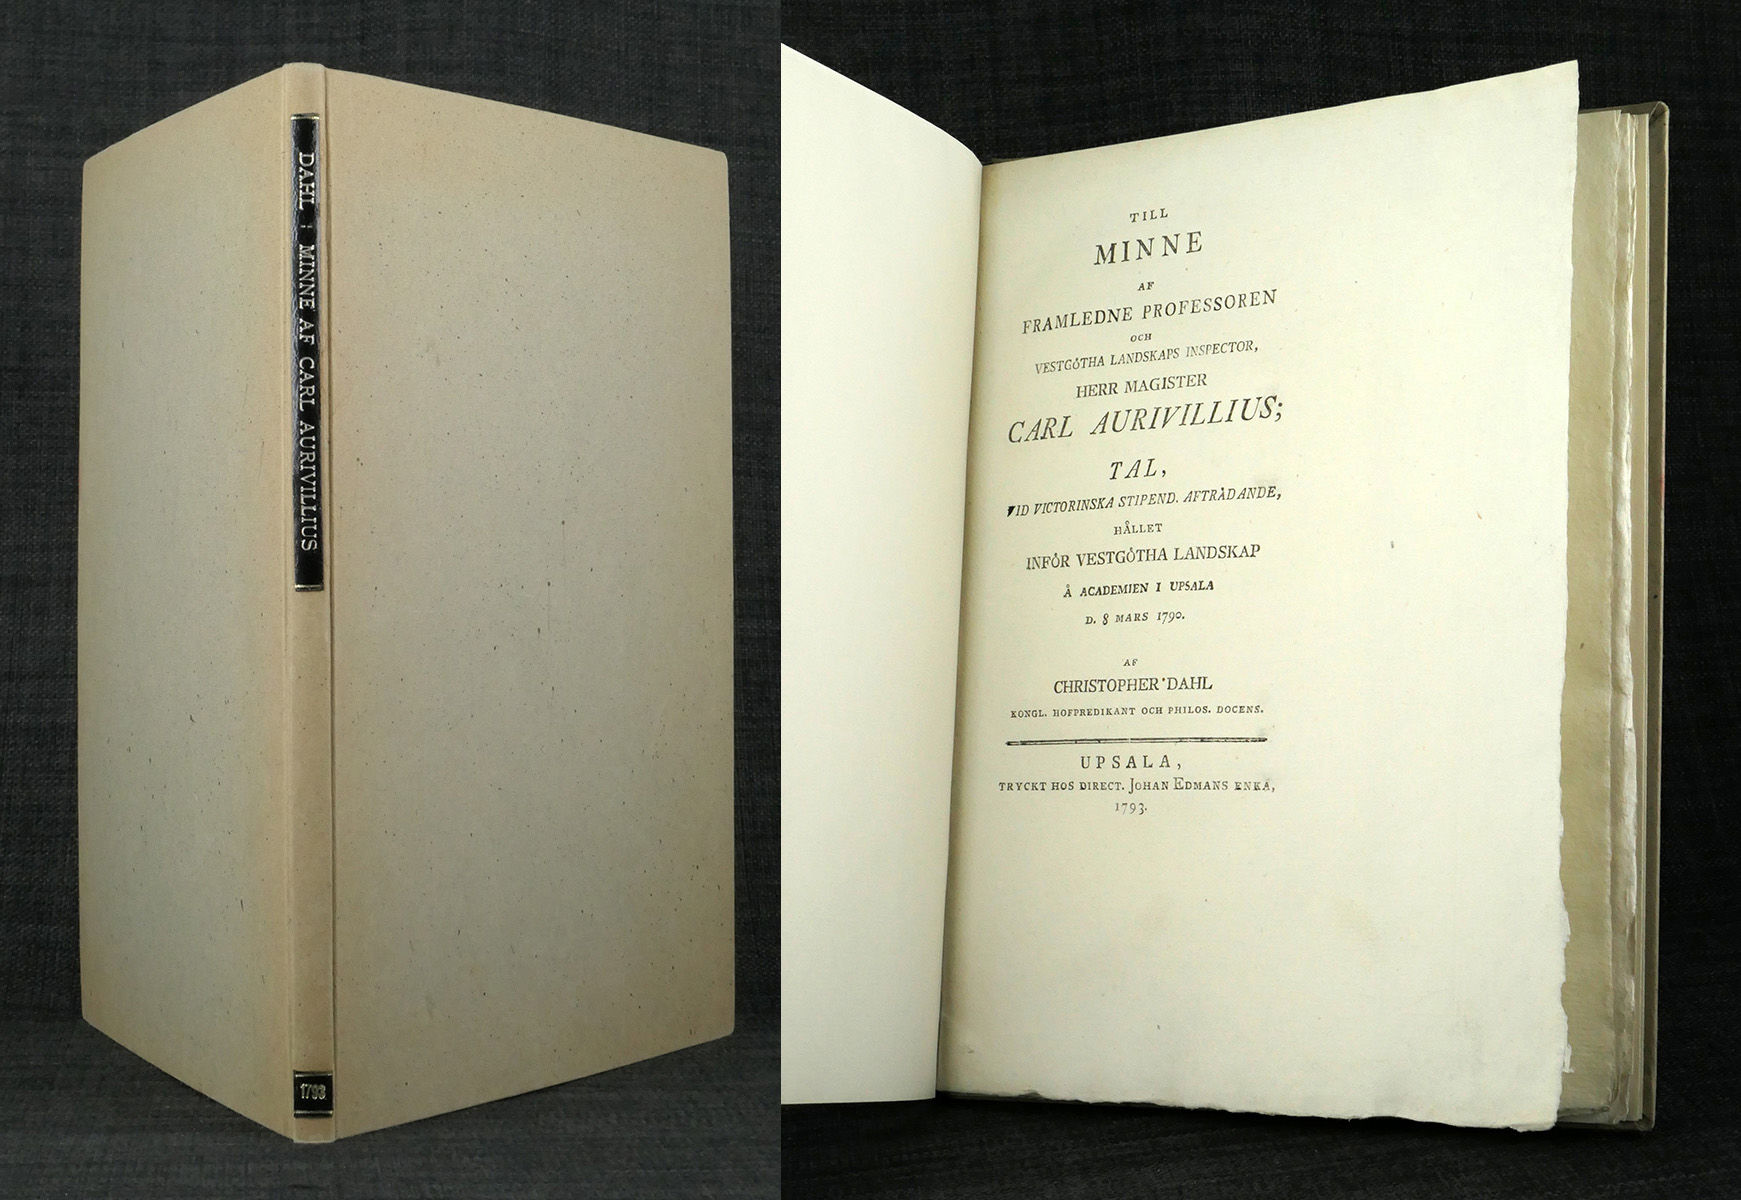 DAHL : MINNE AF CARL AURIVILLIUS
1793
TILL
MINNE
AF
FRAMLEDNE PROFESSOREN
OCH
VESTGÖTHA LANDSKAPS INSPECTOR,
HERR MAGISTER
CARL AURIVILLIUS;
TAL,
VID VICTORINSKA STIPEND. AFTRÄDANDE,
HÅLLET
INFÖR VESTGÖTHA LANDSKAP
Å ACADEMIEN I UPSALA
D. 8 MARS 1790.
AF
CHRISTOPHER DAHL
KONGL. HOFPREDIKANT OCH PHILOS. DOCENS.
UPSALA,
TRYCKT HOS DIRECT. JOHAN EDMANS ENKA,
1793.